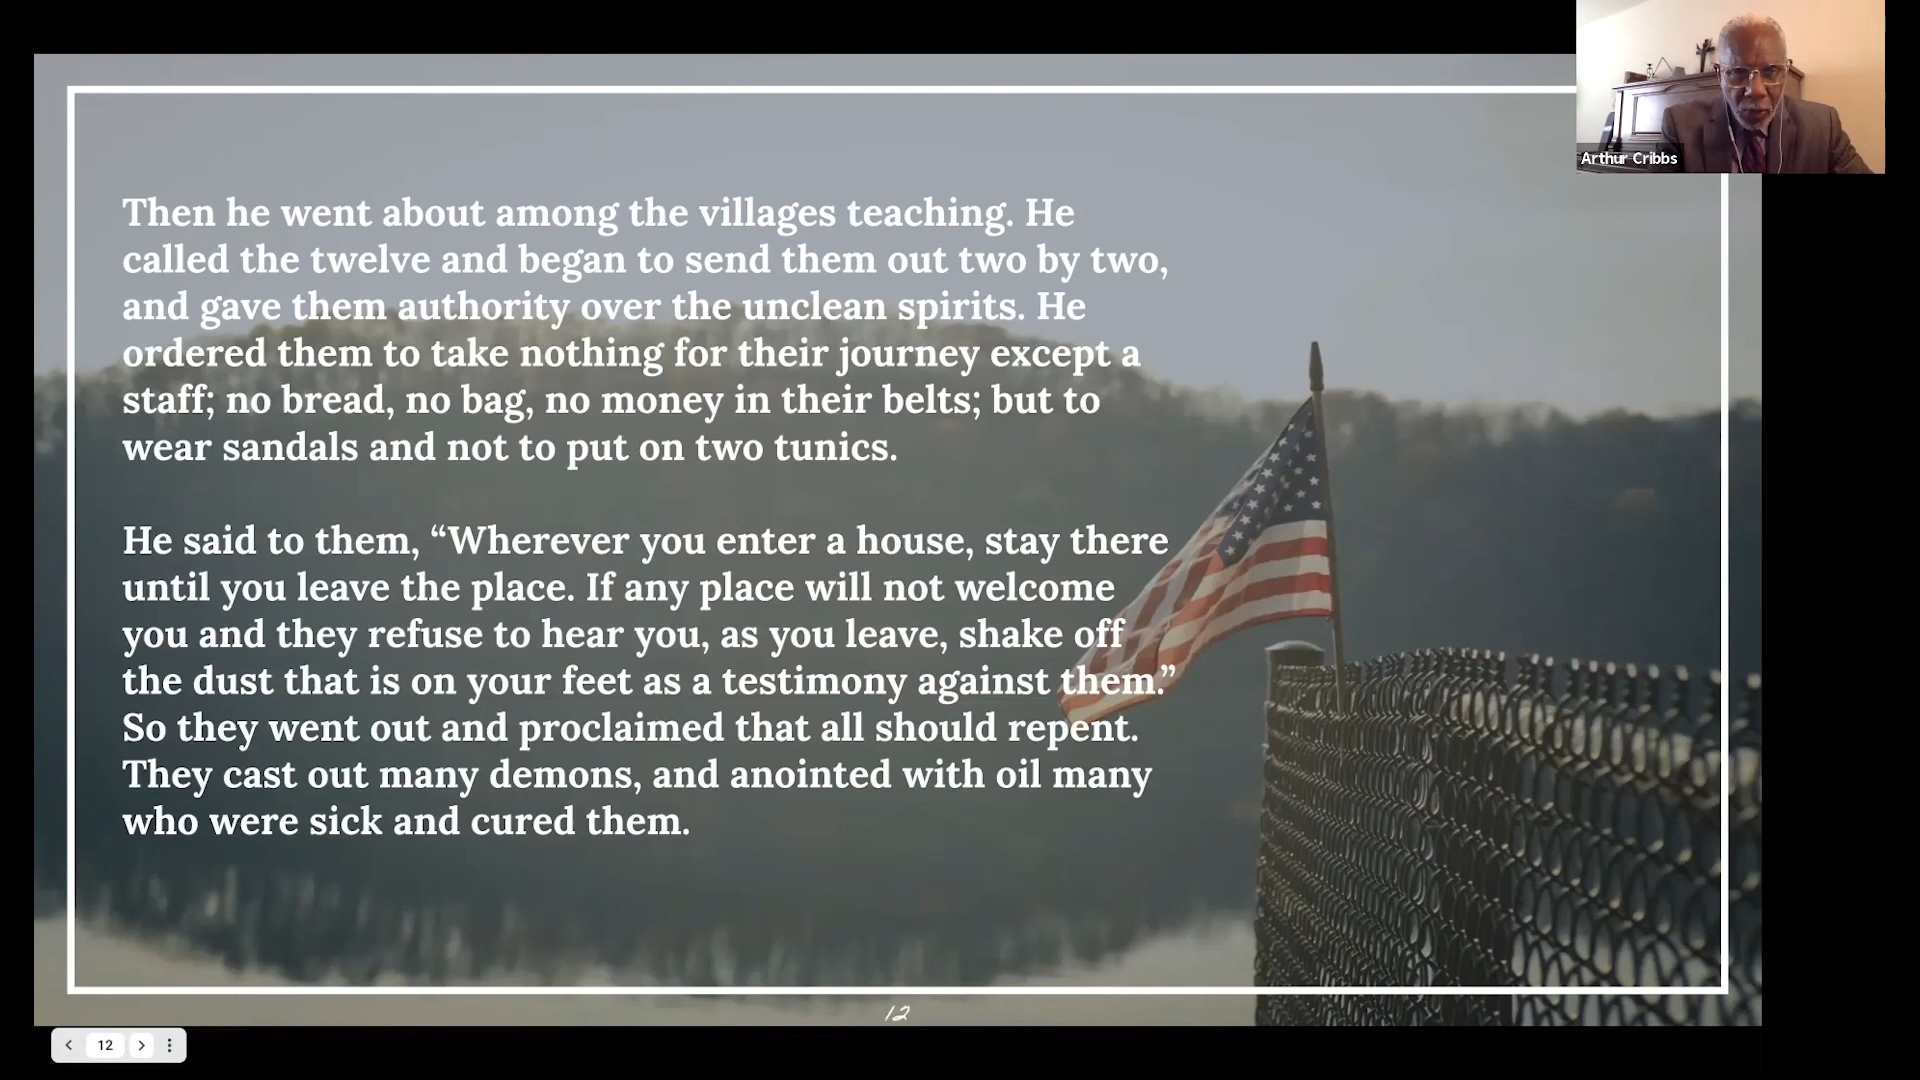 Arthur Cribbs
Then he went about among the villages teaching. He
called the twelve and began to send them out two by two,
and gave them authority over the unclean spirits. He
ordered them to take nothing for their journey except a
staff; no bread, no bag, no money in their belts; but to
wear sandals and not to put on two tunics.
He said to them, “Wherever you enter a house, stay there
until you leave the place. If any place will not welcome
you and they refuse to hear you, as you leave, shake off
the dust that is on your feet as a testimony against them.”
So they went out and proclaimed that all should repent.
They cast out many demons, and anointed with oil many
who were sick and cured them.
12
12